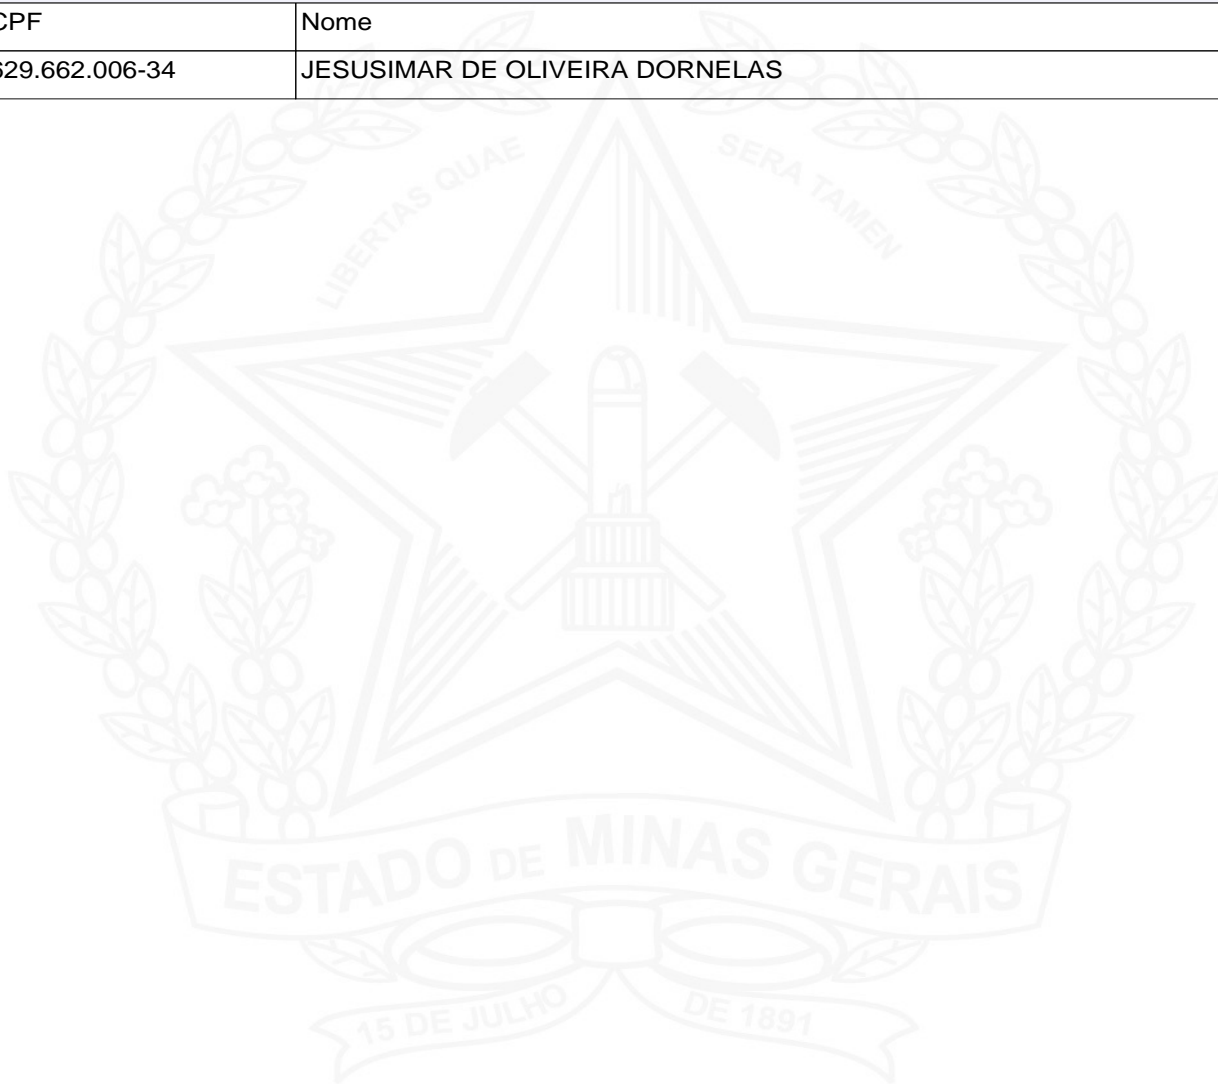 CPF Nome
629.662.006-34 JESUSIMAR DE OLIVEIRA DORNELAS
LIBERTAS QUAE SERA TAMEN
ESTADO DE MINAS GERAIS
15 DE JULHO DE 1891